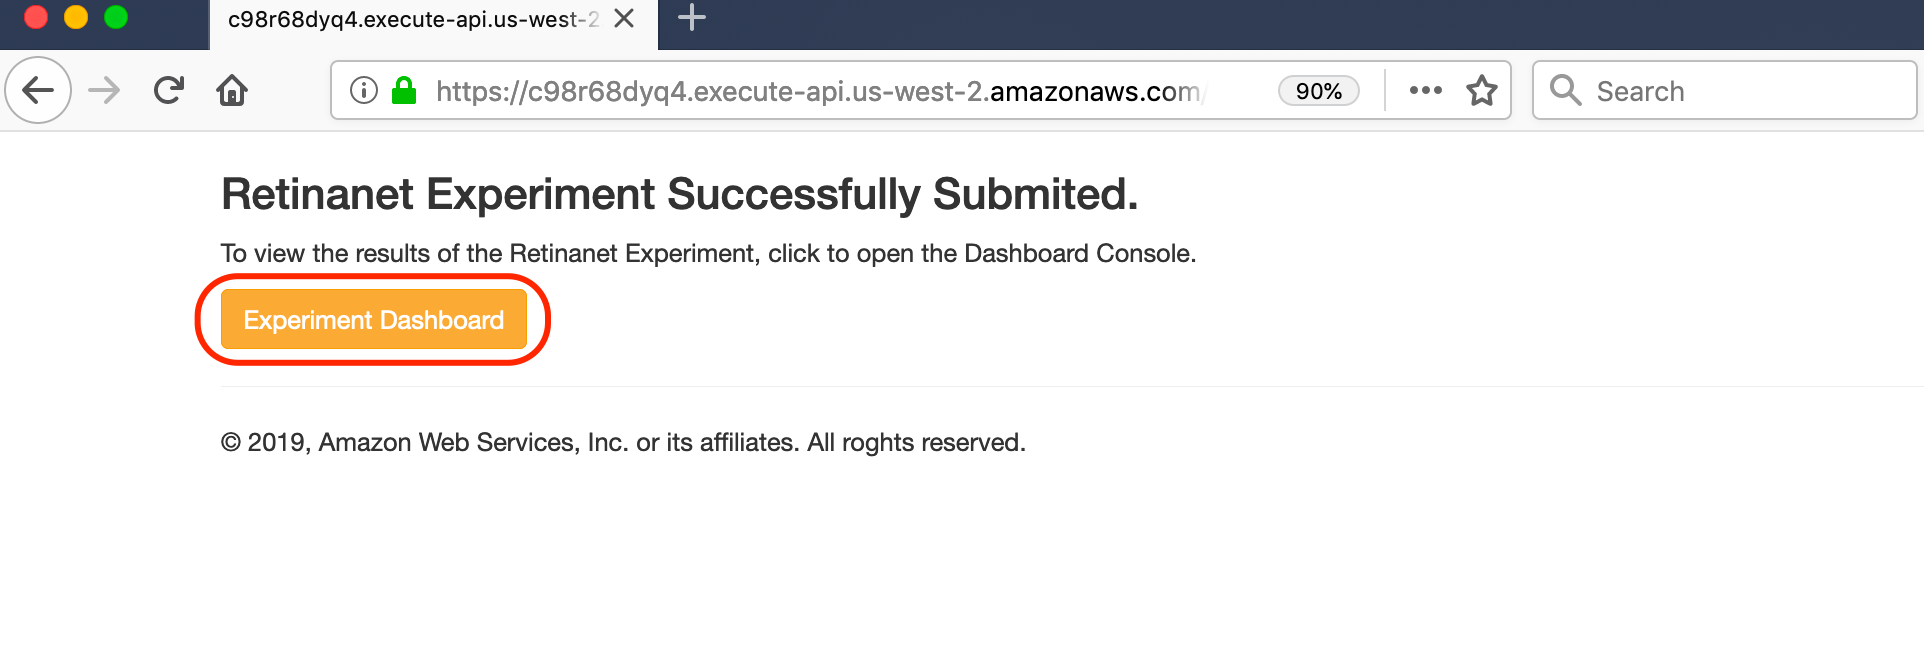 c98r68dyq4.execute-api.us-west-2
https://c98r68dyq4.execute-api.us-west-2.amazonaws.com/
90%
Search
Retinanet Experiment Successfully Submited.
To view the results of the Retinanet Experiment, click to open the Dashboard Console.
Experiment Dashboard
© 2019, Amazon Web Services, Inc. or its affiliates. All roghts reserved.